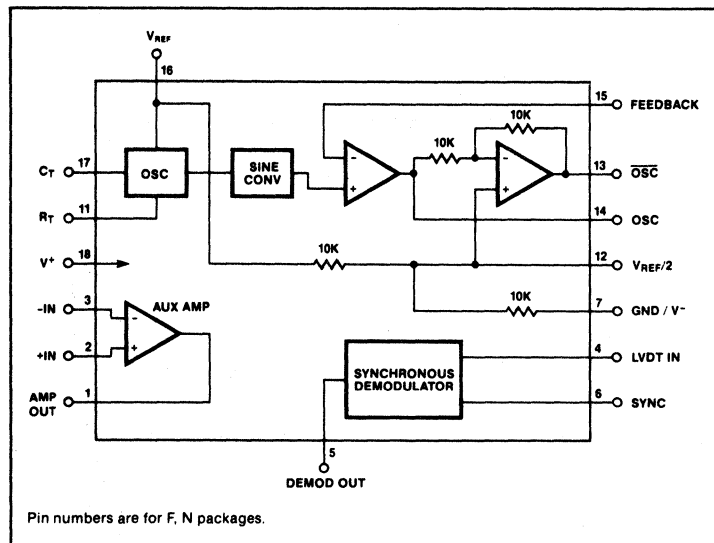 VREF
16
15 FEEDBACK
10K
10K
CT 17
OSC
SINE CONV
-
+
-
+
13 OSC
RT 11
14 OSC
V+ 18
10K
12 VREF/2
-IN 3
AUX AMP
-
+
10K
7 GND / V-
+IN 2
SYNCHRONOUS DEMODULATOR
4 LVDT IN
AMP OUT 1
6 SYNC
5
DEMOD OUT
Pin numbers are for F, N packages.